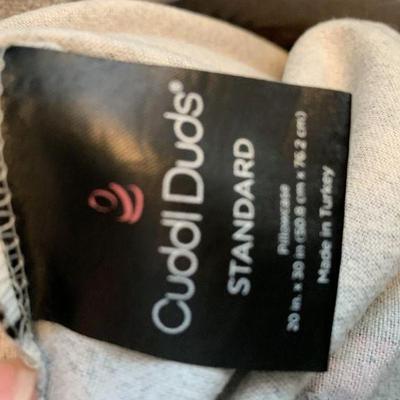 Cuddl Duds®
STANDARD
Pillowcase
20 in. x 30 in (50.8 cm x 76.2 cm)
Made in Turkey